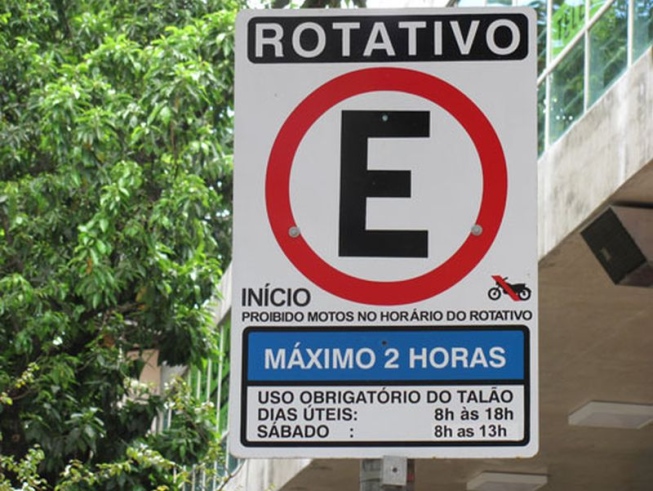 ROTATIVO
E
INÍCIO
PROIBIDO MOTOS NO HORÁRIO DO ROTATIVO
MÁXIMO 2 HORAS
USO OBRIGATÓRIO DO TALÃO
DIAS ÚTEIS: 8h às 18h
SÁBADO : 8h as 13h